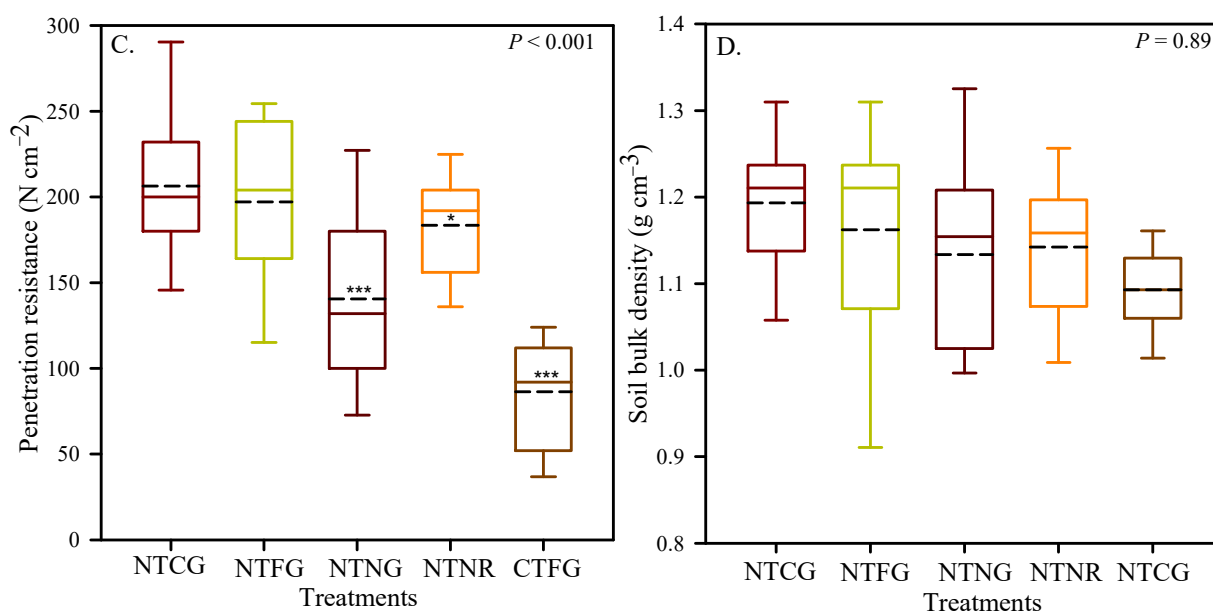 C.
P < 0.001
Penetration resistance (N cm⁻²)
300
250
200
150
100
50
0
*
***
***
NTCG NTFG NTNG NTNR CTFG
Treatments
D.
P = 0.89
Soil bulk density (g cm⁻³)
1.4
1.3
1.2
1.1
1.0
0.9
0.8
NTCG NTFG NTNG NTNR NTCG
Treatments